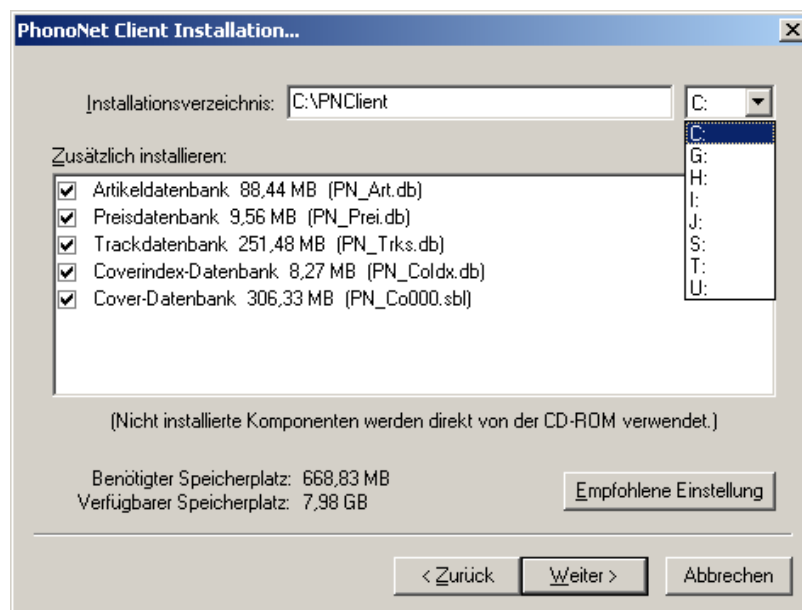 PhonoNet Client Installation...
Installationsverzeichnis: C:\PNClient C:
C:
G:
H:
I:
J:
S:
T:
U:
Zusätzlich installieren:
Artikeldatenbank 88,44 MB (PN_Art.db)
Preisdatenbank 9,56 MB (PN_Prei.db)
Trackdatenbank 251,48 MB (PN_Trks.db)
Coverindex-Datenbank 8,27 MB (PN_CoIdx.db)
Cover-Datenbank 306,33 MB (PN_Co000.sbl)
(Nicht installierte Komponenten werden direkt von der CD-ROM verwendet.)
Benötigter Speicherplatz: 668,83 MB
Verfügbarer Speicherplatz: 7,98 GB
Empfohlene Einstellung
< Zurück Weiter > Abbrechen